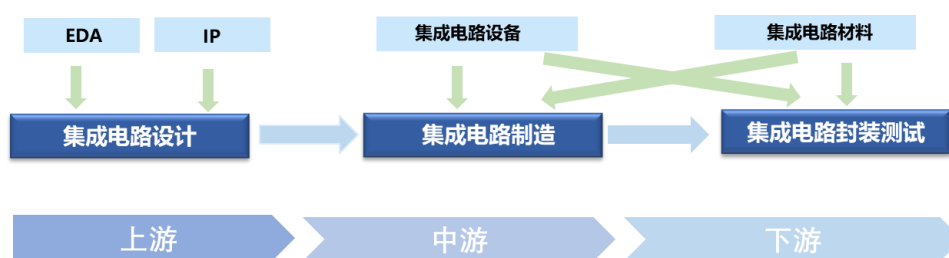 EDA
IP
集成电路设备
集成电路材料
集成电路设计
集成电路制造
集成电路封装测试
上游
中游
下游